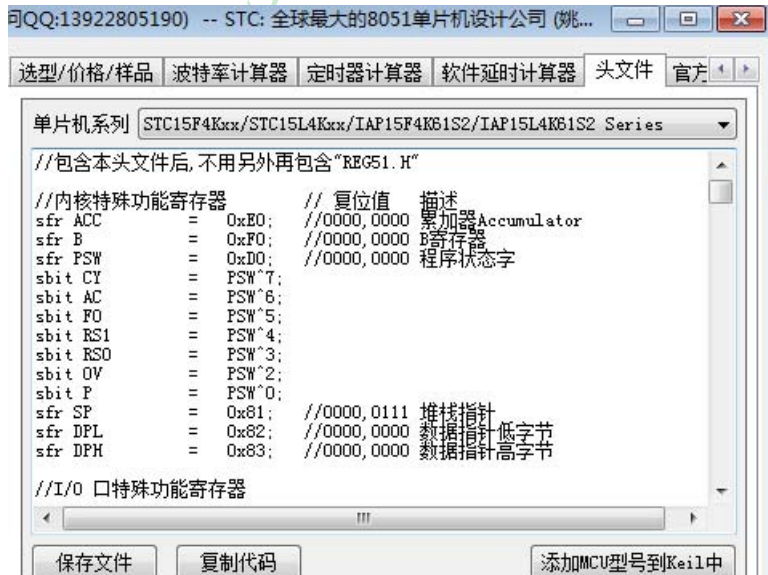 问QQ:13922805190) -- STC: 全球最大的8051单片机设计公司 (姚...
选型/价格/样品 波特率计算器 定时器计算器 软件延时计算器 头文件 官方
单片机系列 STC15F4Kxx/STC15L4Kxx/IAP15F4K61S2/IAP15L4K61S2 Series
//包含本头文件后,不用另外再包含"REG51.H"
//内核特殊功能寄存器 // 复位值 描述
sfr ACC = 0xE0; //0000,0000 累加器Accumulator
sfr B = 0xF0; //0000,0000 B寄存器
sfr PSW = 0xD0; //0000,0000 程序状态字
sbit CY = PSW^7;
sbit AC = PSW^6;
sbit F0 = PSW^5;
sbit RS1 = PSW^4;
sbit RS0 = PSW^3;
sbit OV = PSW^2;
sbit P = PSW^0;
sfr SP = 0x81; //0000,0111 堆栈指针
sfr DPL = 0x82; //0000,0000 数据指针低字节
sfr DPH = 0x83; //0000,0000 数据指针高字节
//I/O 口特殊功能寄存器
保存文件 复制代码 添加MCU型号到Keil中